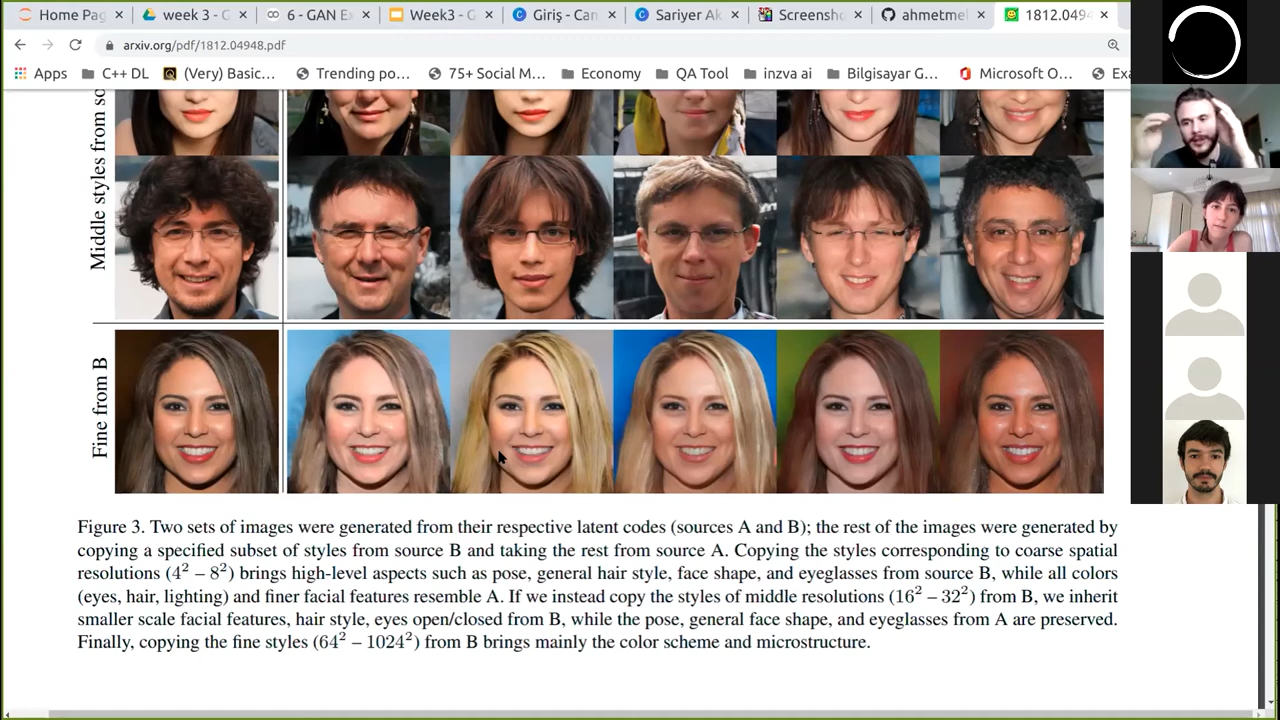 Home Pag
week 3 - G
6 - GAN Ex
Week3 - G
Giriş - Can
Sariyer Ak
Screensho
ahmetmel
1812.0494
arxiv.org/pdf/1812.04948.pdf
Apps
C++ DL
(Very) Basic...
Trending po...
75+ Social M...
Economy
QA Tool
inzva ai
Bilgisayar G...
Microsoft O...
Exa
Middle styles from so
Fine from B
Figure 3. Two sets of images were generated from their respective latent codes (sources A and B); the rest of the images were generated by
copying a specified subset of styles from source B and taking the rest from source A. Copying the styles corresponding to coarse spatial
resolutions (4² – 8²) brings high-level aspects such as pose, general hair style, face shape, and eyeglasses from source B, while all colors
(eyes, hair, lighting) and finer facial features resemble A. If we instead copy the styles of middle resolutions (16² – 32²) from B, we inherit
smaller scale facial features, hair style, eyes open/closed from B, while the pose, general face shape, and eyeglasses from A are preserved.
Finally, copying the fine styles (64² – 1024²) from B brings mainly the color scheme and microstructure.